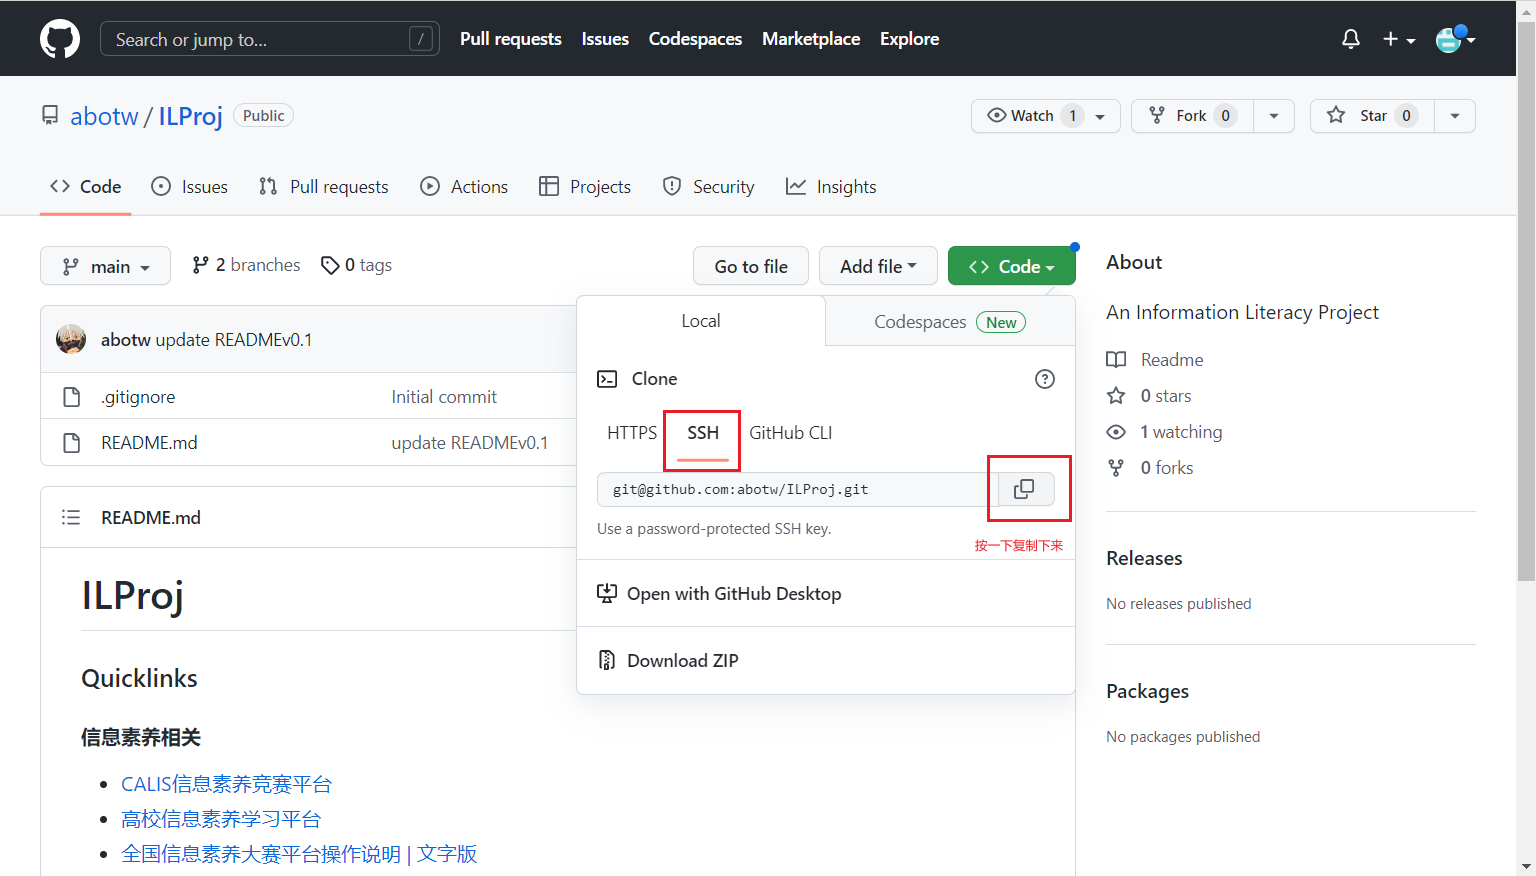 Search or jump to... /
Pull requests Issues Codespaces Marketplace Explore
abotw / ILProj Public
Watch 1 Fork 0 Star 0
Code Issues Pull requests Actions Projects Security Insights
main 2 branches 0 tags Go to file Add file Code
abotw update READMEv0.1
.gitignore Initial commit
README.md update READMEv0.1
Local Codespaces New
Clone
HTTPS SSH GitHub CLI
git@github.com:abotw/ILProj.git
Use a password-protected SSH key.
按一下复制下来
Open with GitHub Desktop
Download ZIP
README.md
ILProj
Quicklinks
信息素养相关
CALIS信息素养竞赛平台
高校信息素养学习平台
全国信息素养大赛平台操作说明 | 文字版
About
An Information Literacy Project
Readme
0 stars
1 watching
0 forks
Releases
No releases published
Packages
No packages published